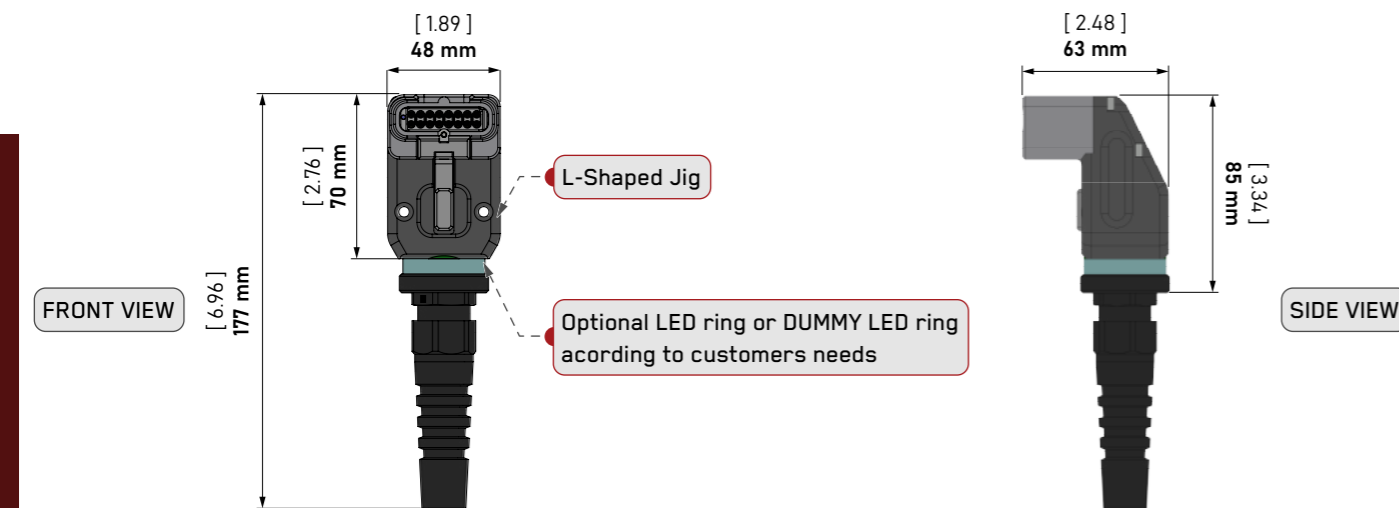 [ 1.89 ]
48 mm
[ 2.48 ]
63 mm
[ 2.76 ]
70 mm
L-Shaped Jig
[ 3.34 ]
85 mm
FRONT VIEW
[ 6.96 ]
177 mm
Optional LED ring or DUMMY LED ring
acording to customers needs
SIDE VIEW